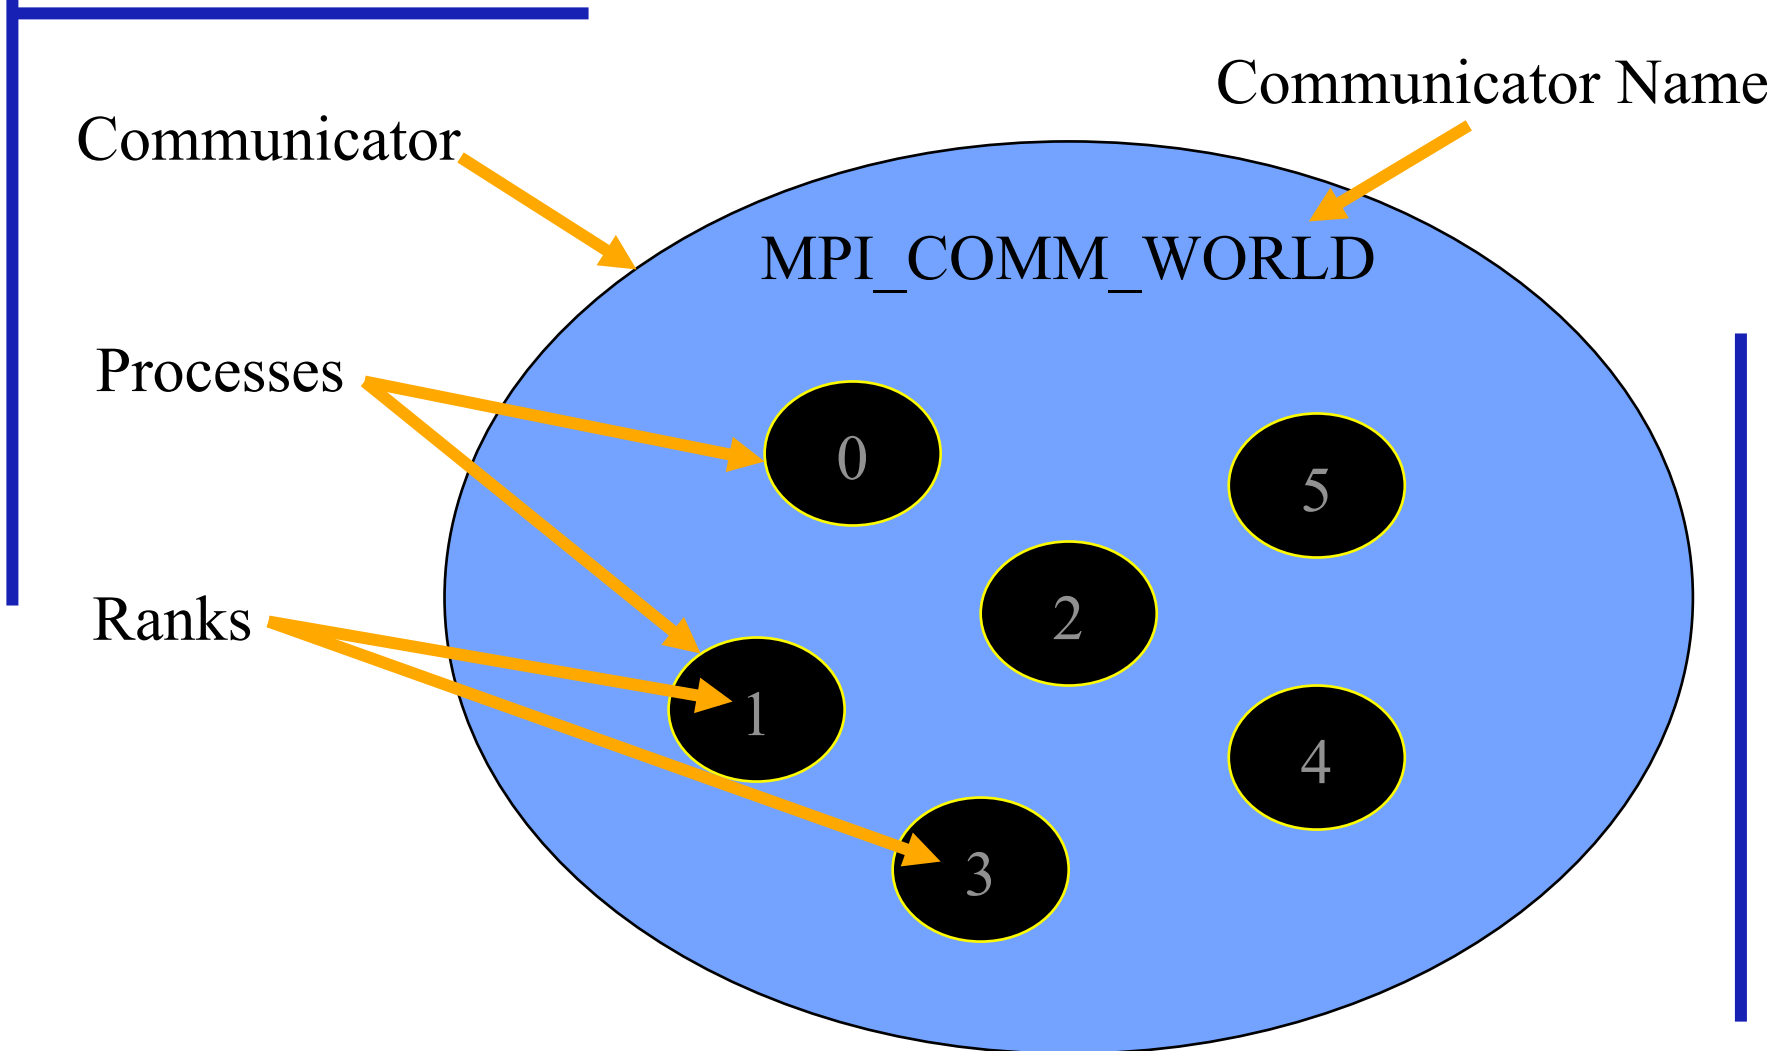 Communicator Name
Communicator
MPI_COMM_WORLD
Processes
0
5
2
Ranks
1
4
3